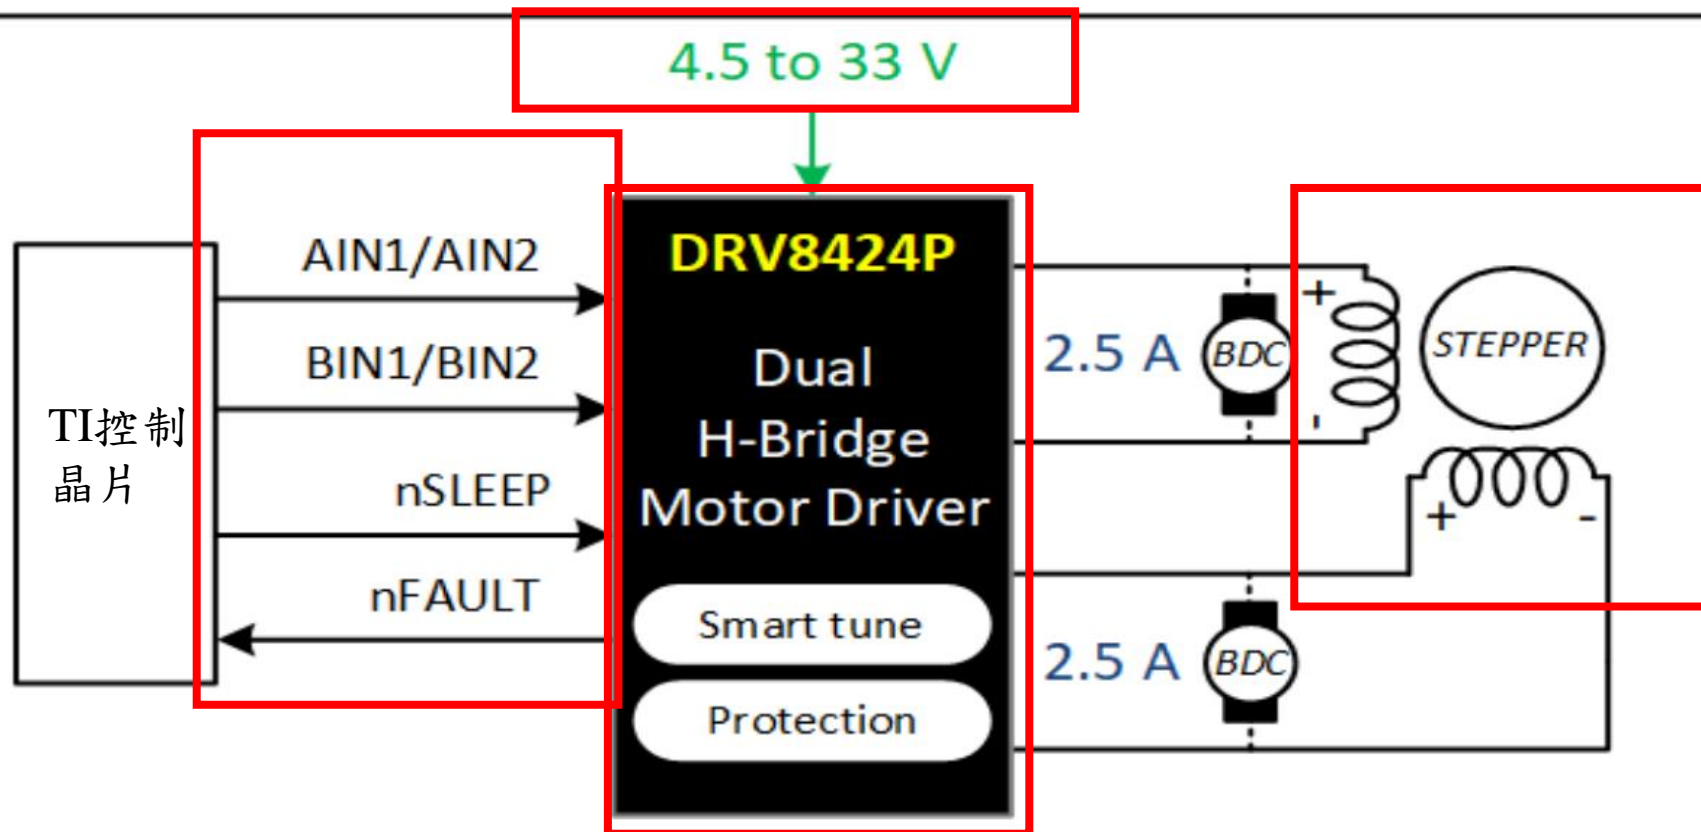 4.5 to 33 V
TI控制
晶片
AIN1/AIN2
BIN1/BIN2
nSLEEP
nFAULT
DRV8424P
Dual
H-Bridge
Motor Driver
Smart tune
Protection
2.5 A
BDC
+
-
STEPPER
+
-
2.5 A
BDC